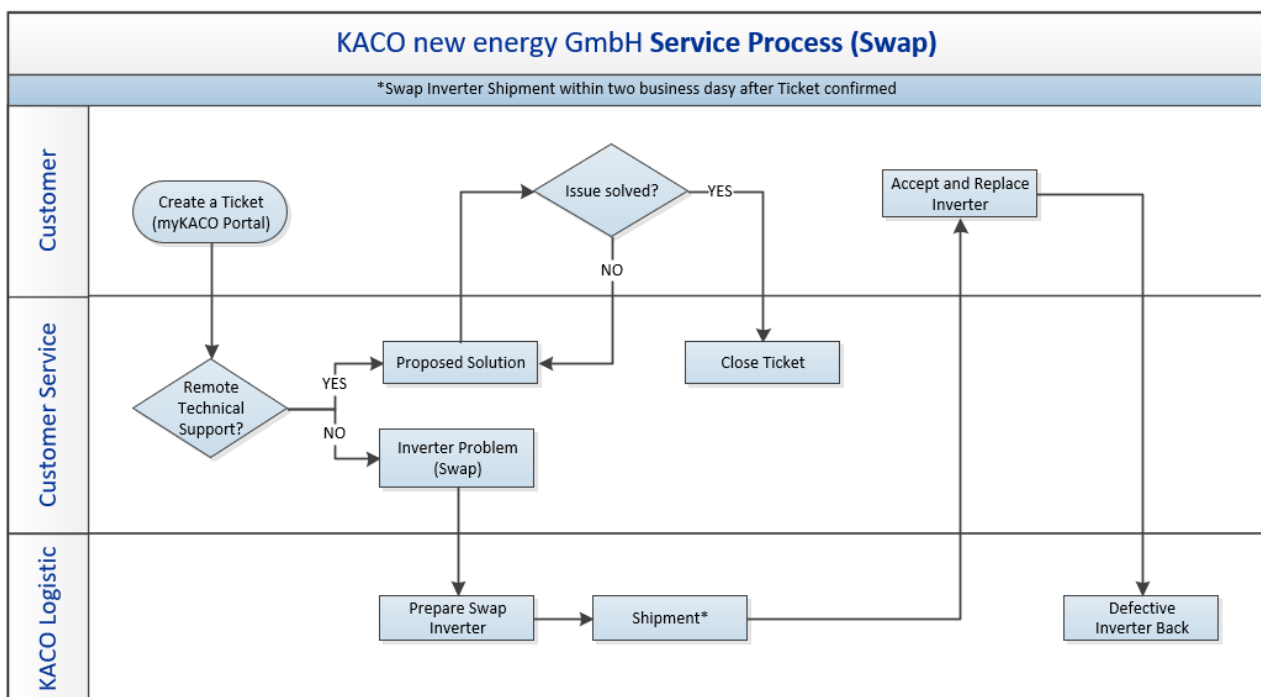 KACO new energy GmbH Service Process (Swap)
*Swap Inverter Shipment within two business dasy after Ticket confirmed
Customer
Create a Ticket
(myKACO Portal)
Issue solved?
YES
NO
Accept and Replace
Inverter
Customer Service
Remote
Technical
Support?
YES
NO
Proposed Solution
Close Ticket
Inverter Problem
(Swap)
KACO Logistic
Prepare Swap
Inverter
Shipment*
Defective
Inverter Back